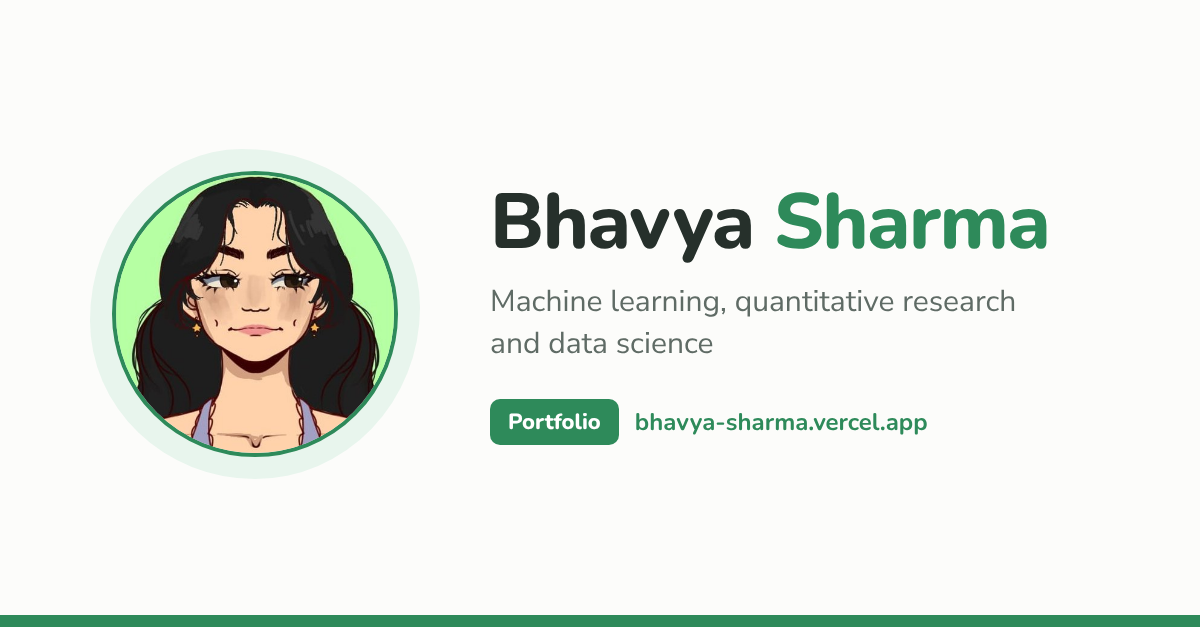 Bhavya Sharma
Machine learning, quantitative research
and data science
Portfolio bhavya-sharma.vercel.app